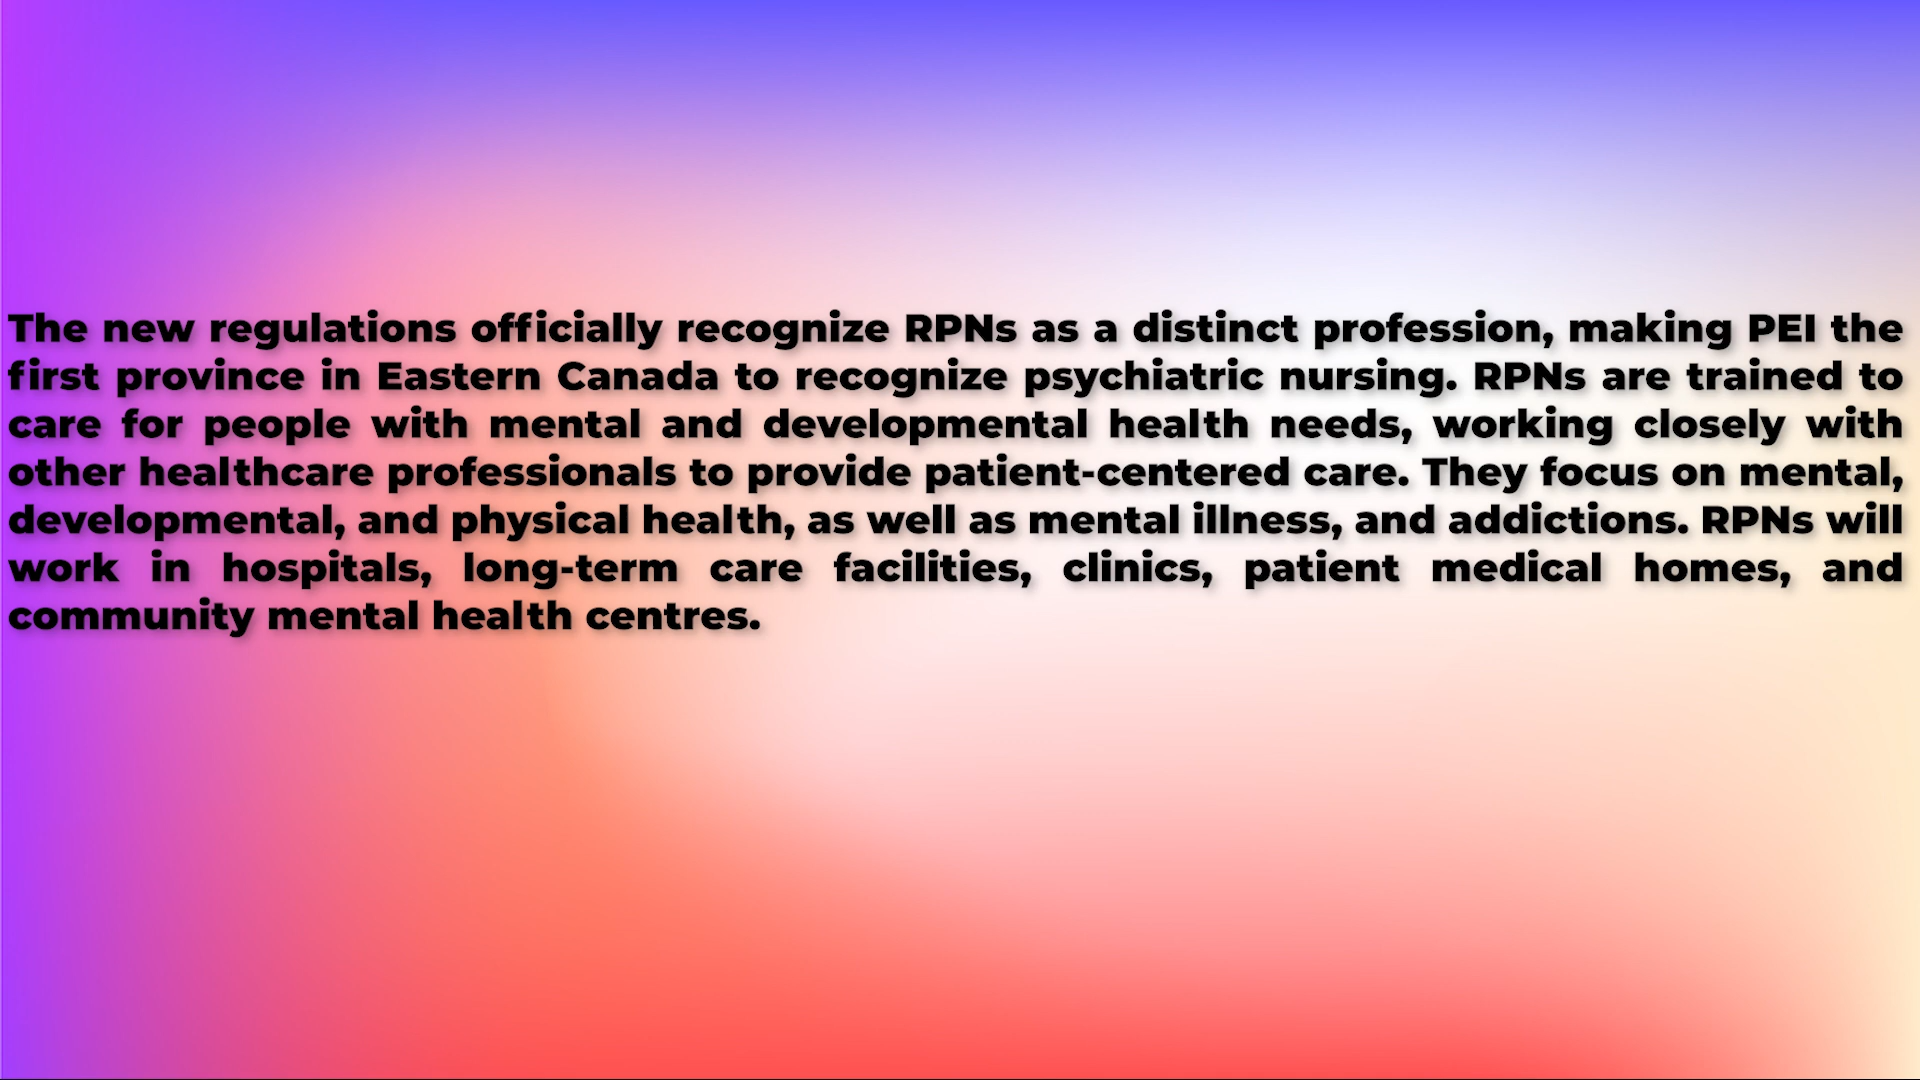 The new regulations officially recognize RPNs as a distinct profession, making PEI the
first province in Eastern Canada to recognize psychiatric nursing. RPNs are trained to
care for people with mental and developmental health needs, working closely with
other healthcare professionals to provide patient-centered care. They focus on mental,
developmental, and physical health, as well as mental illness, and addictions. RPNs will
work in hospitals, long-term care facilities, clinics, patient medical homes, and
community mental health centres.